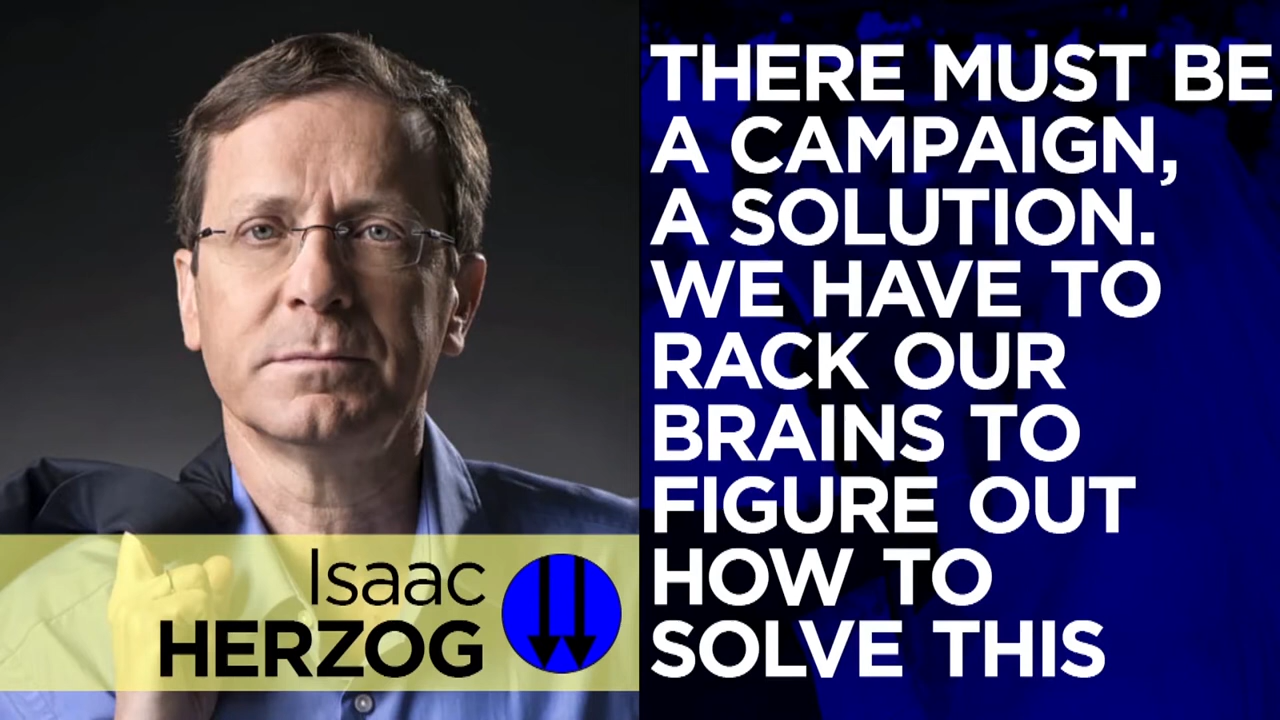 Isaac
HERZOG
THERE MUST BE
A CAMPAIGN,
A SOLUTION.
WE HAVE TO
RACK OUR
BRAINS TO
FIGURE OUT
HOW TO
SOLVE THIS